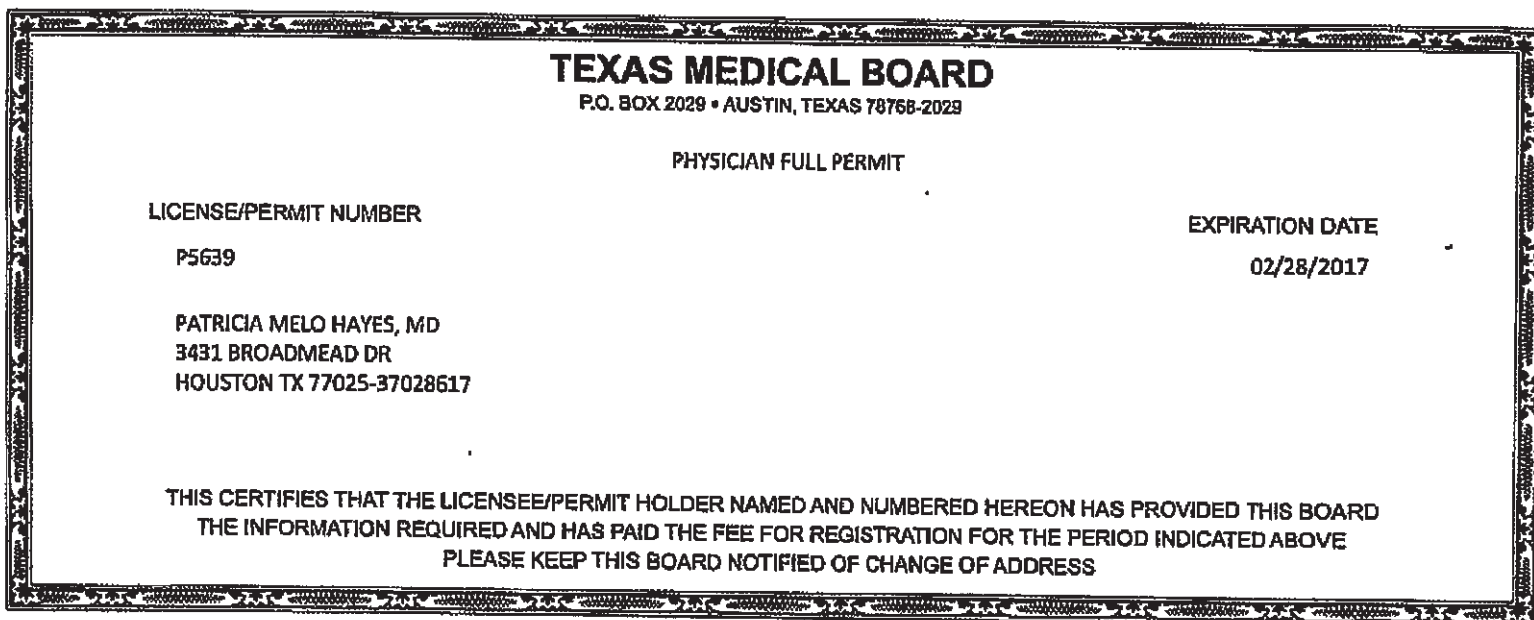 TEXAS MEDICAL BOARD
P.O. BOX 2029 • AUSTIN, TEXAS 78768-2029
PHYSICIAN FULL PERMIT
LICENSE/PERMIT NUMBER
EXPIRATION DATE
P5639
02/28/2017
PATRICIA MELO HAYES, MD
3431 BROADMEAD DR
HOUSTON TX 77025-37028617
THIS CERTIFIES THAT THE LICENSEE/PERMIT HOLDER NAMED AND NUMBERED HEREON HAS PROVIDED THIS BOARD
THE INFORMATION REQUIRED AND HAS PAID THE FEE FOR REGISTRATION FOR THE PERIOD INDICATED ABOVE
PLEASE KEEP THIS BOARD NOTIFIED OF CHANGE OF ADDRESS